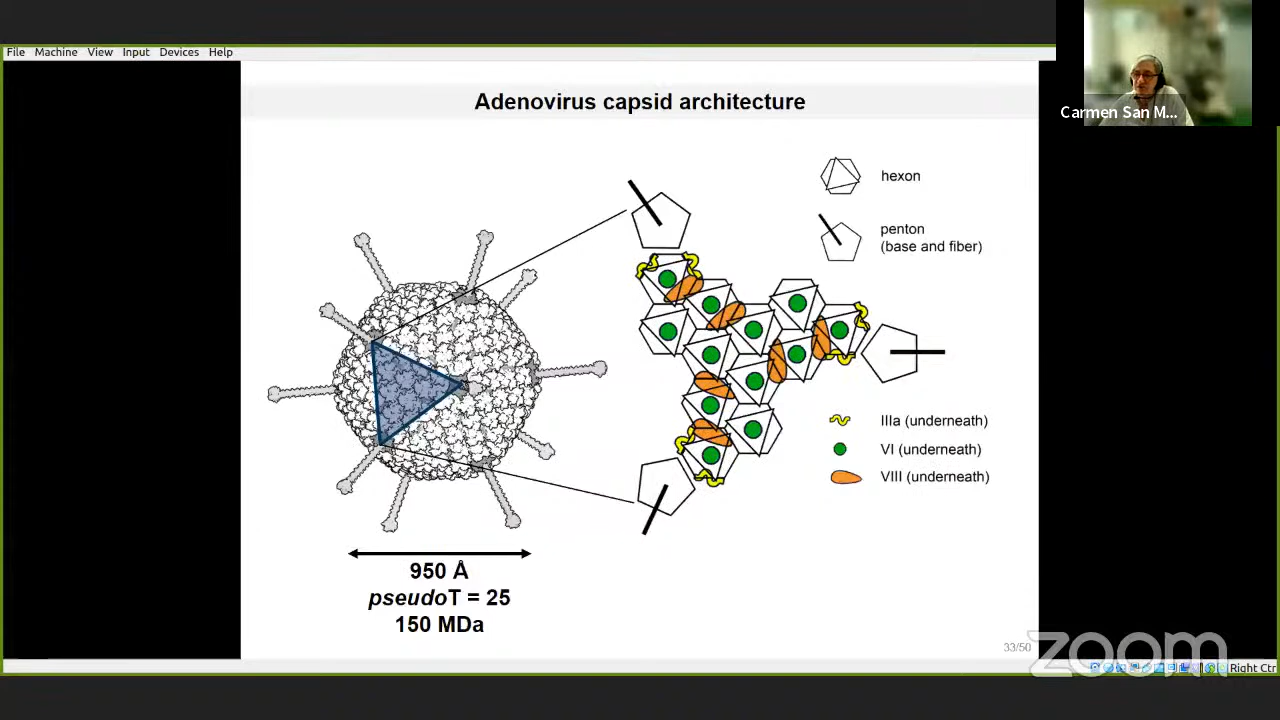 File Machine View Input Devices Help
Carmen San M...
Adenovirus capsid architecture
hexon
penton
(base and fiber)
IIIa (underneath)
VI (underneath)
VIII (underneath)
950 Å
pseudoT = 25
150 MDa
33/50
zoom
Right Ctrl